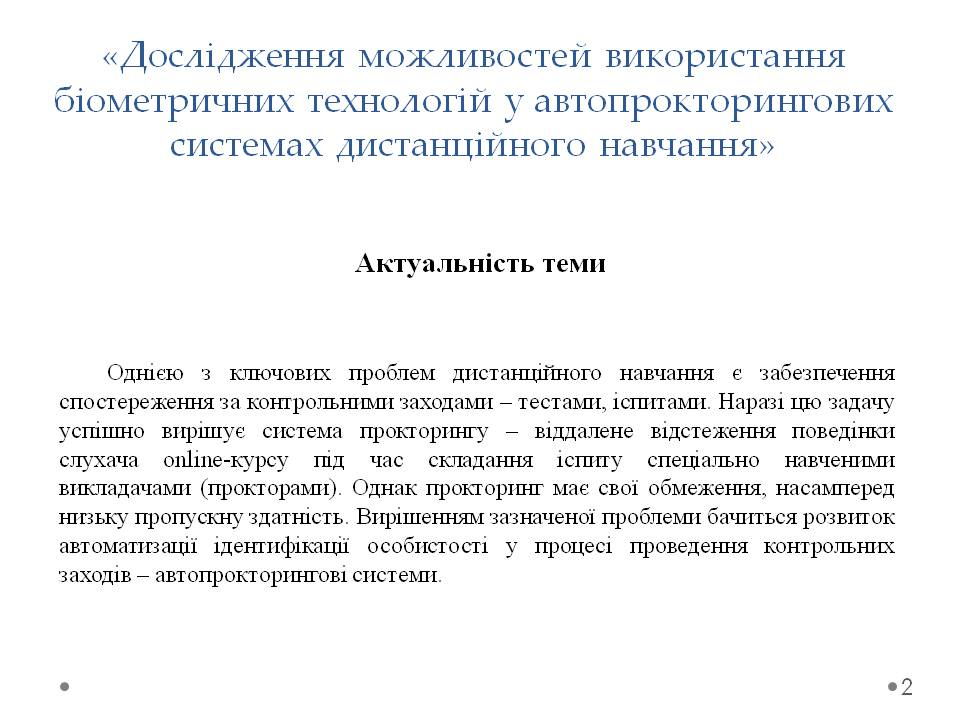 «Дослідження можливостей використання
біометричних технологій у автопрокторингових
системах дистанційного навчання»
Актуальність теми
Однією з ключових проблем дистанційного навчання є забезпечення
спостереження за контрольними заходами – тестами, іспитами. Наразі цю задачу
успішно вирішує система прокторингу – віддалене відстеження поведінки
слухача online-курсу під час складання іспиту спеціально навченими
викладачами (прокторами). Однак прокторинг має свої обмеження, насамперед
низьку пропускну здатність. Вирішенням зазначеної проблеми бачиться розвиток
автоматизації ідентифікації особистості у процесі проведення контрольних
заходів – автопрокторингові системи.
2